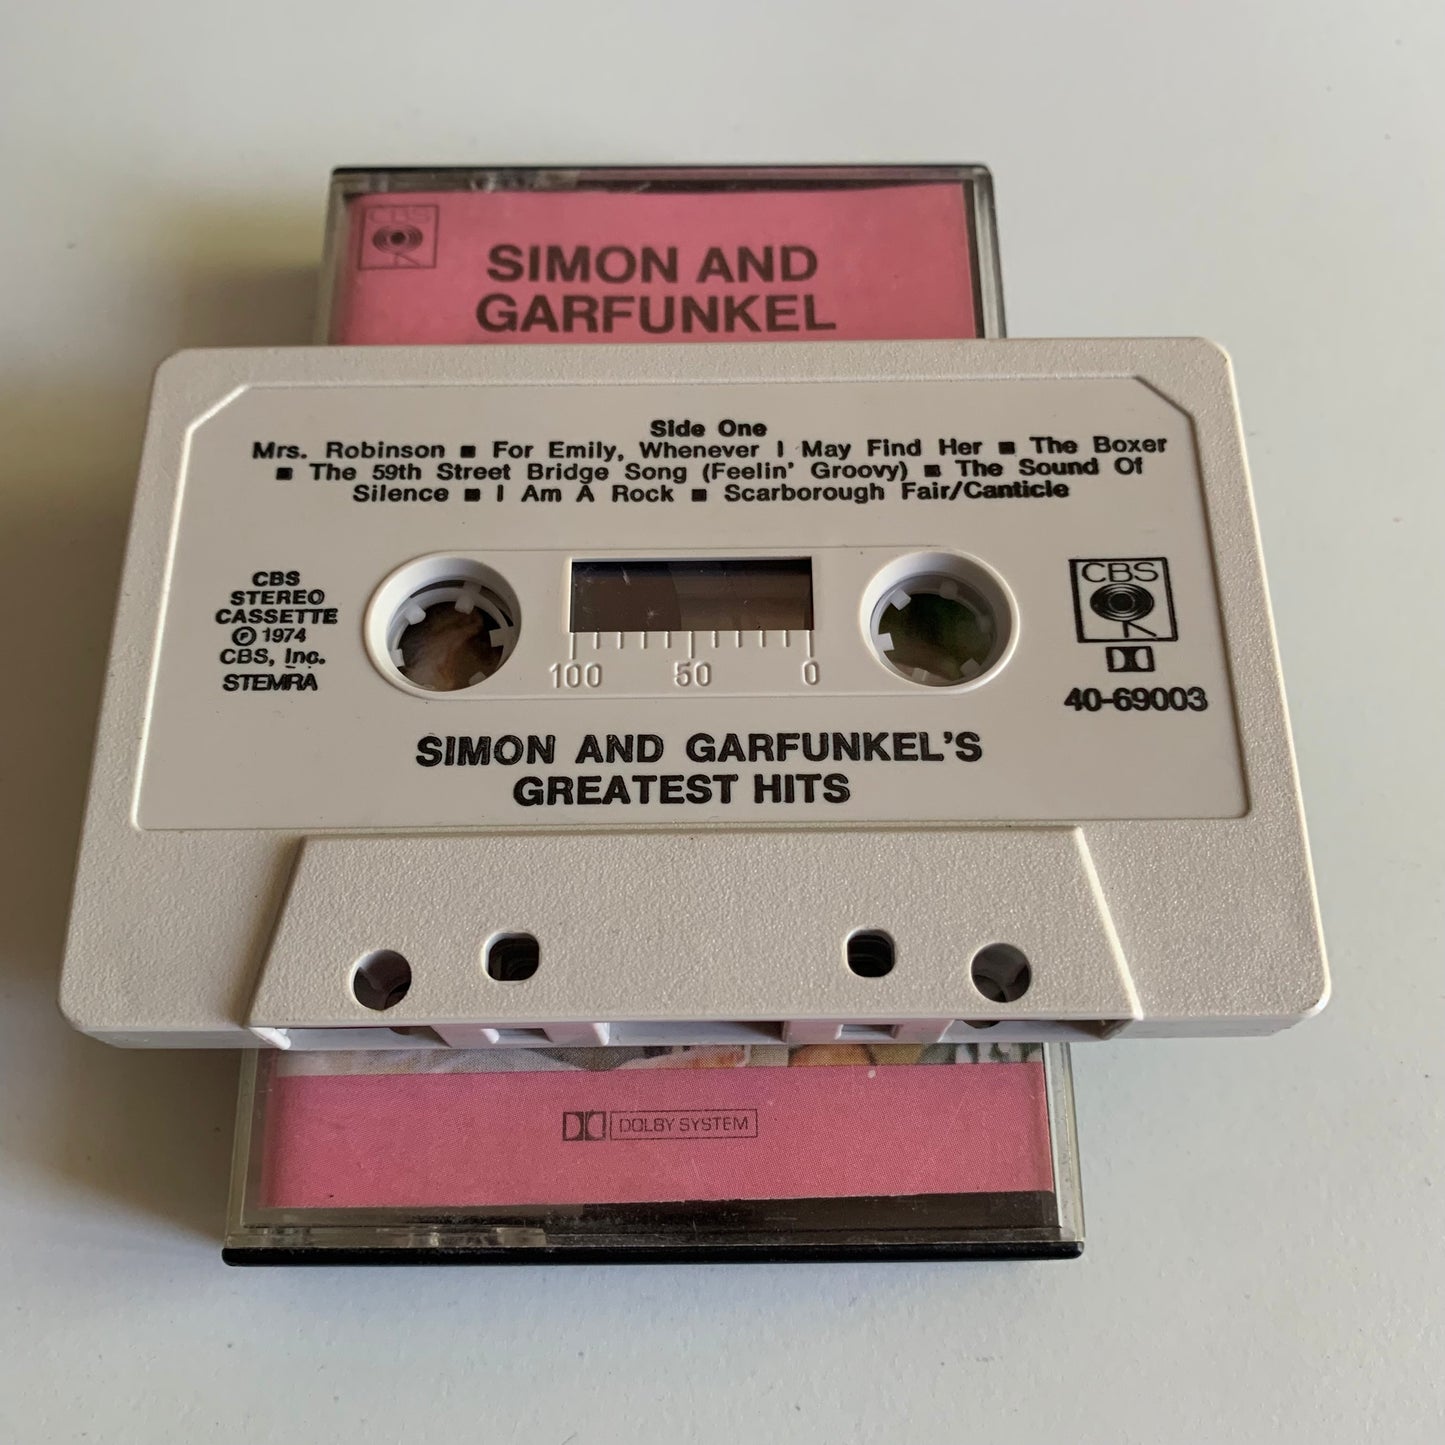 CBS
SIMON AND
GARFUNKEL
Side One
Mrs. Robinson ■ For Emily, Whenever I May Find Her ■ The Boxer
■ The 59th Street Bridge Song (Feelin' Groovy) ■ The Sound Of
Silence ■ I Am A Rock ■ Scarborough Fair/Canticle
CBS
STEREO
CASSETTE
℗ 1974
CBS, Inc.
STEMRA
100 50 0
CBS
40-69003
SIMON AND GARFUNKEL'S
GREATEST HITS
DOLBY SYSTEM